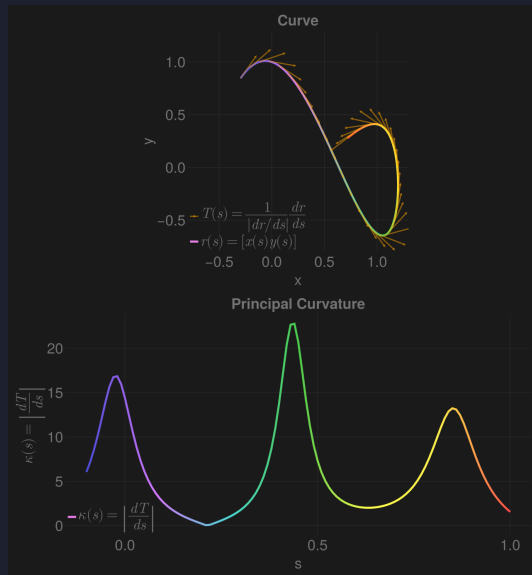 Curve
1.0
0.5
0.0
−0.5
y
T(s) = 1/|dr/ds| dr/ds
r(s) = [x(s)y(s)]
−0.5 0.0 0.5 1.0
x
Principal Curvature
20
15
10
5
0
κ(s) = |dT/ds|
κ(s) = |dT/ds|
0.0 0.5 1.0
s